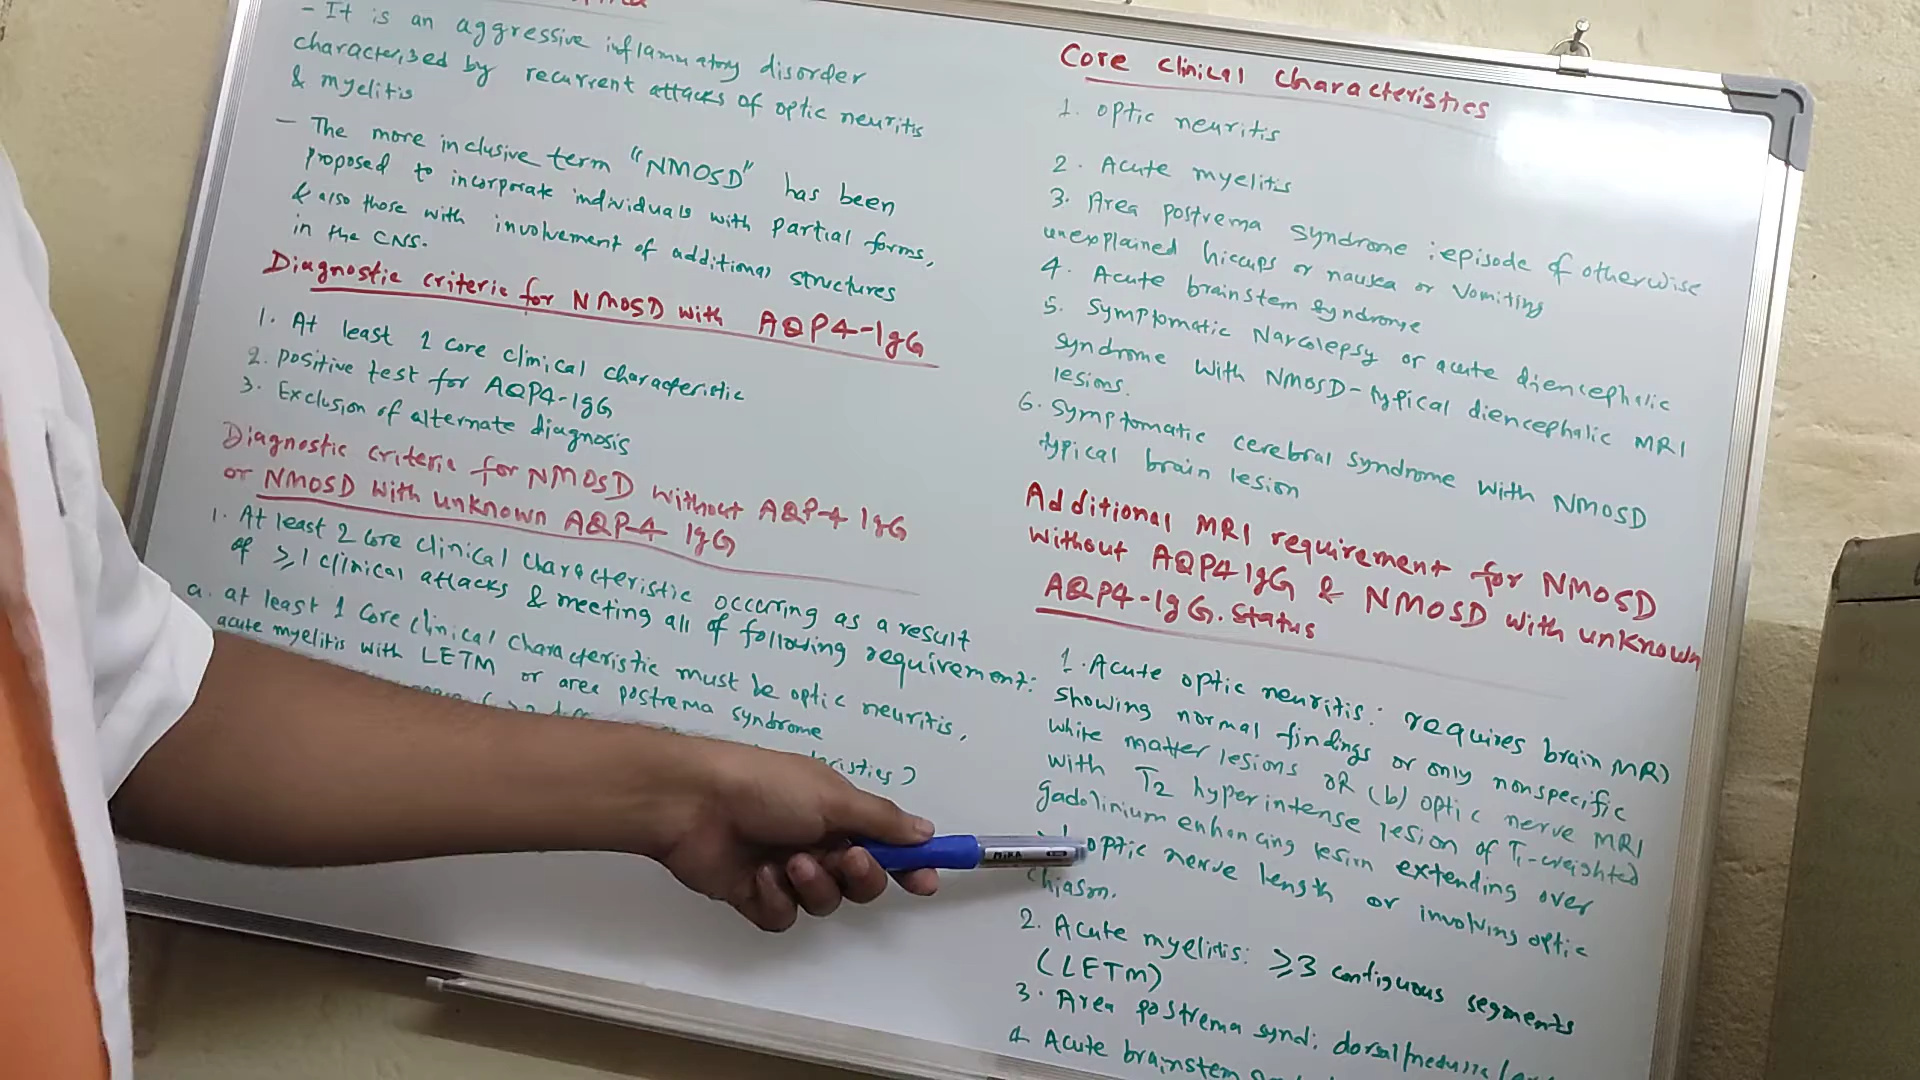 - It is an aggressive inflammatory disorder
characterised by recurrent attacks of optic neuritis
& myelitis
- The more inclusive term "NMOSD" has been
proposed to incorporate individuals with partial forms,
& also those with involvement of additional structures
in the CNS.
Diagnostic criteria for NMOSD with AQP4-IgG
1. At least 1 core clinical characteristic
2. positive test for AQP4-IgG
3. Exclusion of alternate diagnosis
Diagnostic criteria for NMOSD without AQP-4 IgG
or NMOSD with unknown AQP-4 IgG
1. At least 2 core clinical characteristic occurring as a result
of ≥1 clinical attacks & meeting all of following requirement:
a. at least 1 core clinical characteristic must be optic neuritis,
acute myelitis with LETM or area postrema syndrome
Core clinical characteristics
1. optic neuritis
2. Acute myelitis
3. Area postrema syndrome : episode of otherwise
unexplained hiccups or nausea or vomiting
4. Acute brainstem syndrome
5. Symptomatic Narcolepsy or acute diencephalic
syndrome with NMOSD-typical diencephalic MRI
lesions.
6. Symptomatic cerebral syndrome with NMOSD
typical brain lesion
Additional MRI requirement for NMOSD
without AQP4 IgG & NMOSD with unknown
AQP4-IgG. Status
1. Acute optic neuritis: requires brain MRI
showing normal findings or only nonspecific
white matter lesions OR (b) optic nerve MRI
with T2 hyperintense lesion of T1-weighted
gadolinium enhancing lesion extending over
optic nerve length or involving optic
chiasm.
2. Acute myelitis: ≥3 contiguous segments
(LETM)
3. Area postrema synd: dorsal/medulla/
4 Acute brainstem
MIRA